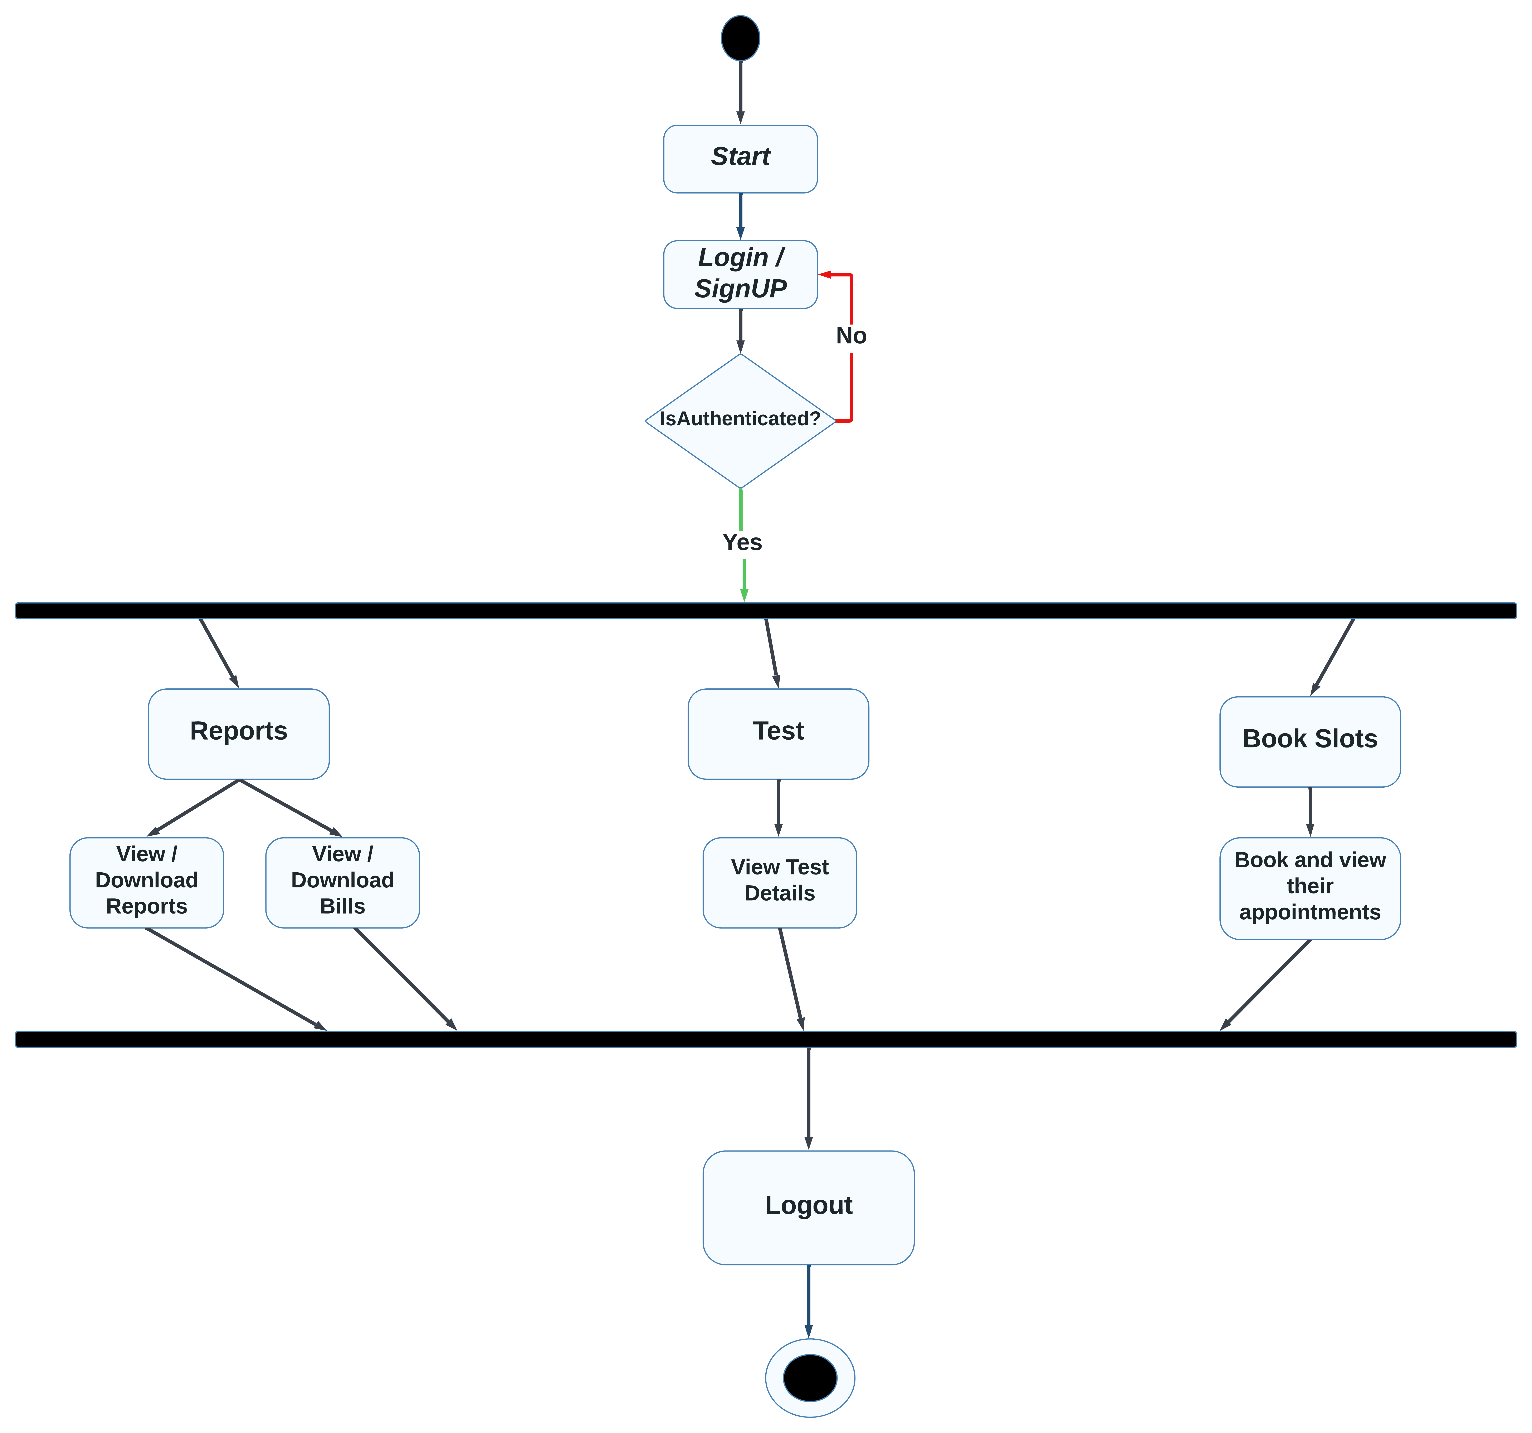 Start
Login /
SignUP
No
IsAuthenticated?
Yes
Reports
Test
Book Slots
View /
Download
Reports
View /
Download
Bills
View Test
Details
Book and view
their
appointments
Logout